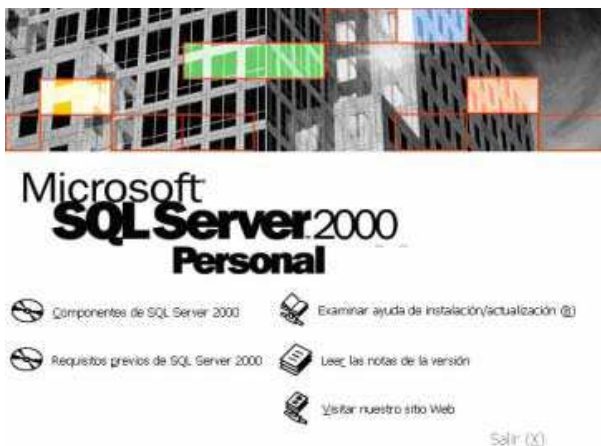 Microsoft
SQL Server 2000
Personal
Componentes de SQL Server 2000
Examinar ayuda de instalación/actualización (B)
Requisitos previos de SQL Server 2000
Leer las notas de la versión
Visitar nuestro sitio Web
Salir (X)